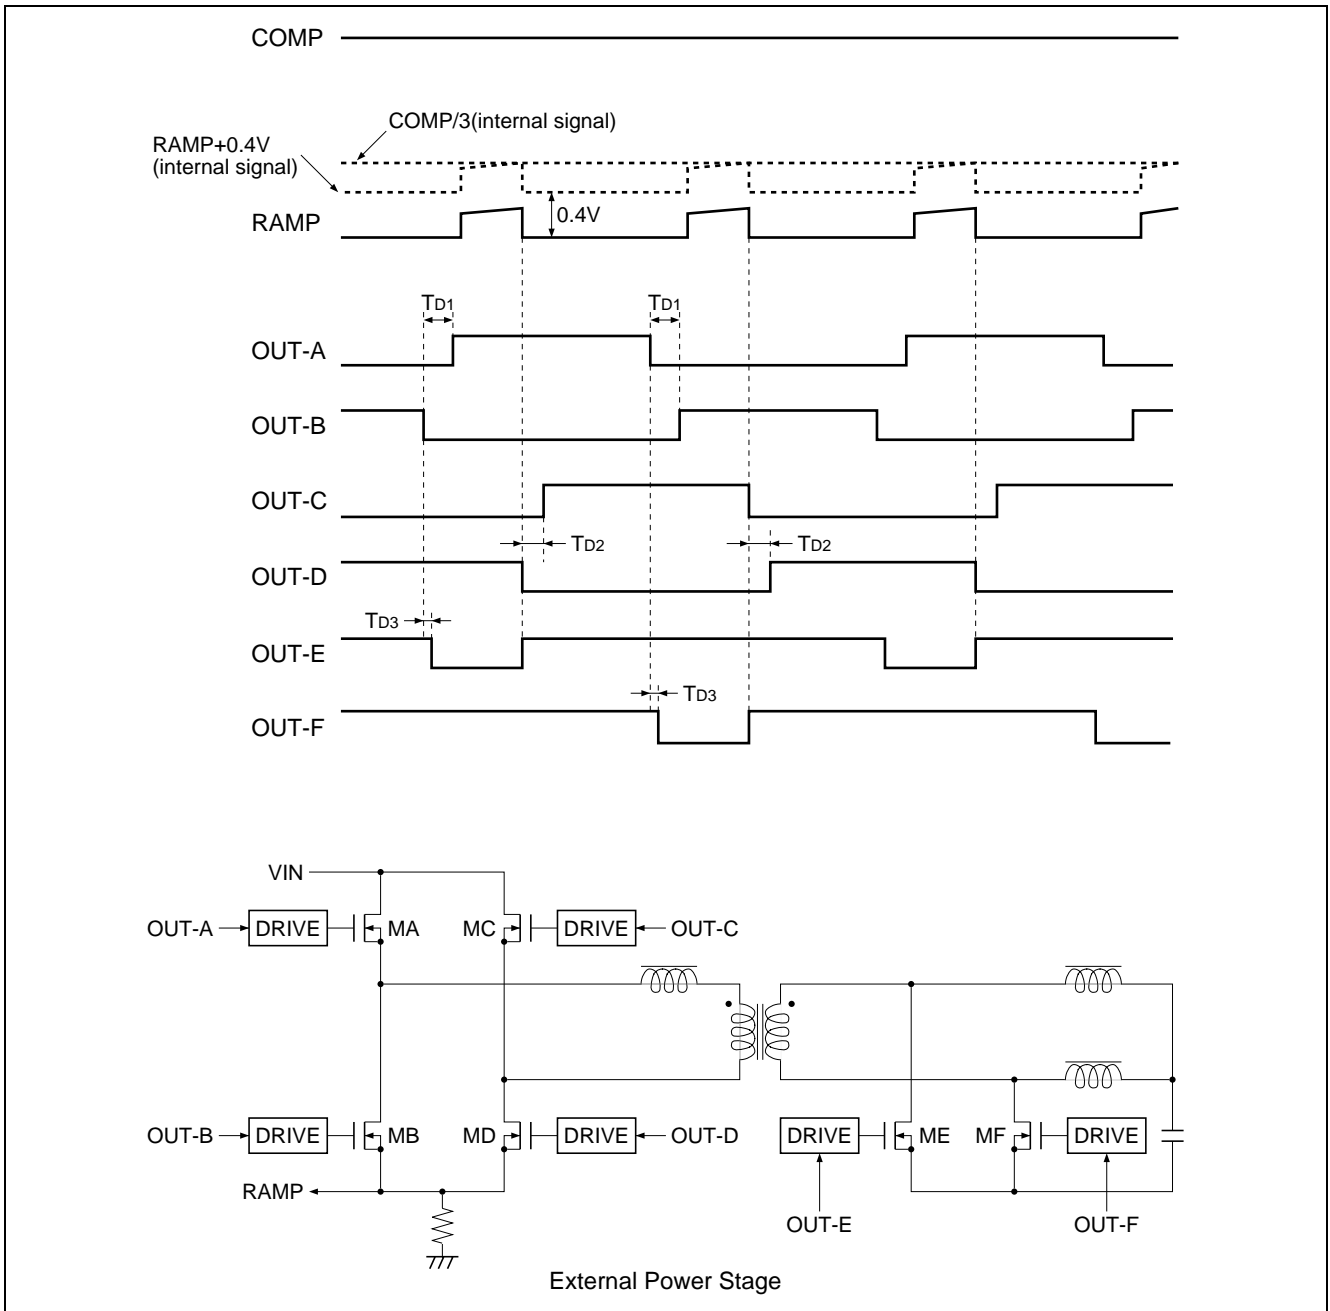 COMP
COMP/3(internal signal)
RAMP+0.4V
(internal signal)
0.4V
RAMP
TD1 TD1
OUT-A
OUT-B
OUT-C
TD2 TD2
OUT-D
TD3
OUT-E
TD3
OUT-F
VIN
OUT-A DRIVE MA MC DRIVE OUT-C
OUT-B DRIVE MB MD DRIVE OUT-D DRIVE ME MF DRIVE
RAMP
OUT-E OUT-F
External Power Stage